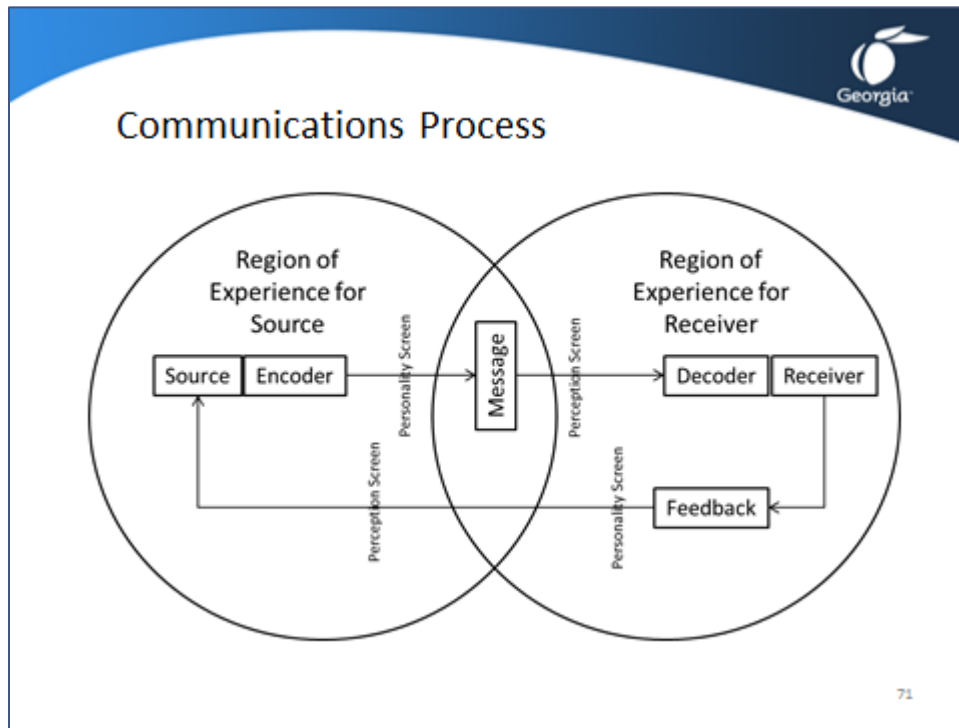 Georgia
Communications Process
Region of
Experience for
Source
Region of
Experience for
Receiver
Source
Encoder
Personality Screen
Message
Perception Screen
Decoder
Receiver
Perception Screen
Personality Screen
Feedback
71